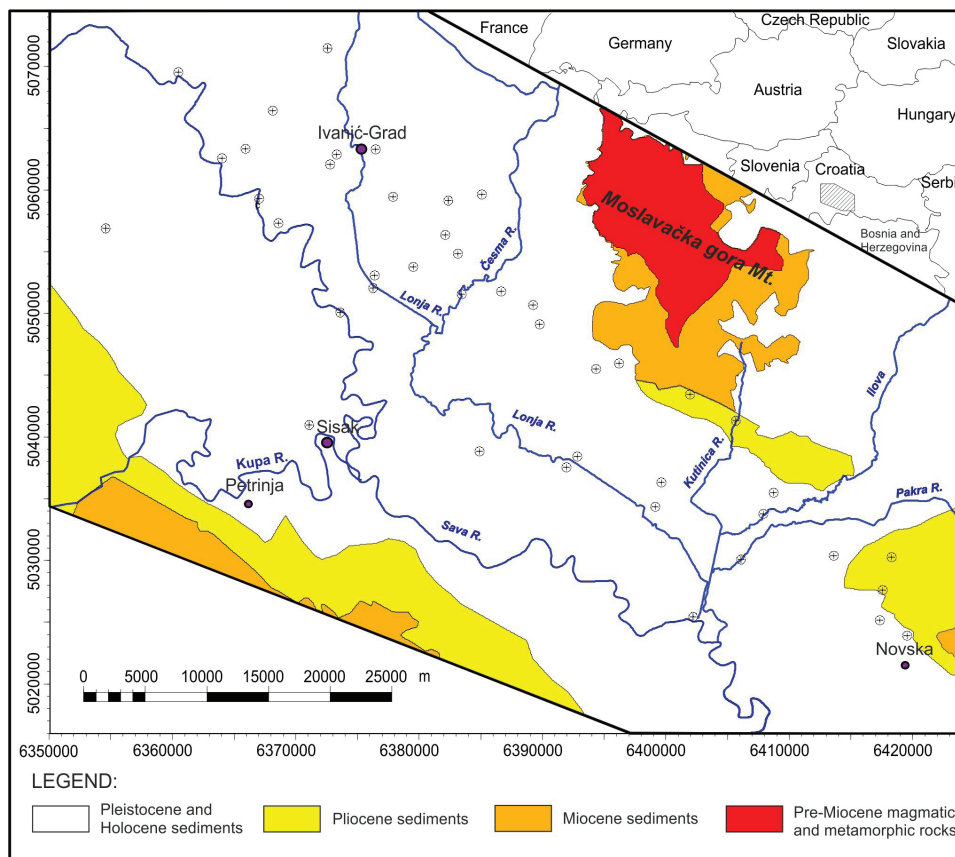 France
Germany
Czech Republic
Slovakia
Austria
Hungary
Slovenia
Croatia
Serbi
Bosnia and
Herzegovina
5070000
5060000
5050000
5040000
5030000
5020000
Ivanić-Grad
Moslavačka gora Mt.
Česma R.
Lonja R.
Ilova
Lonja R.
Kutinica R.
Pakra R.
Sisak
Kupa R.
Petrinja
Sava R.
Novska
0 5000 10000 15000 20000 25000 m
6350000 6360000 6370000 6380000 6390000 6400000 6410000 6420000
LEGEND:
Pleistocene and
Holocene sediments
Pliocene sediments
Miocene sediments
Pre-Miocene magmatic
and metamorphic rocks